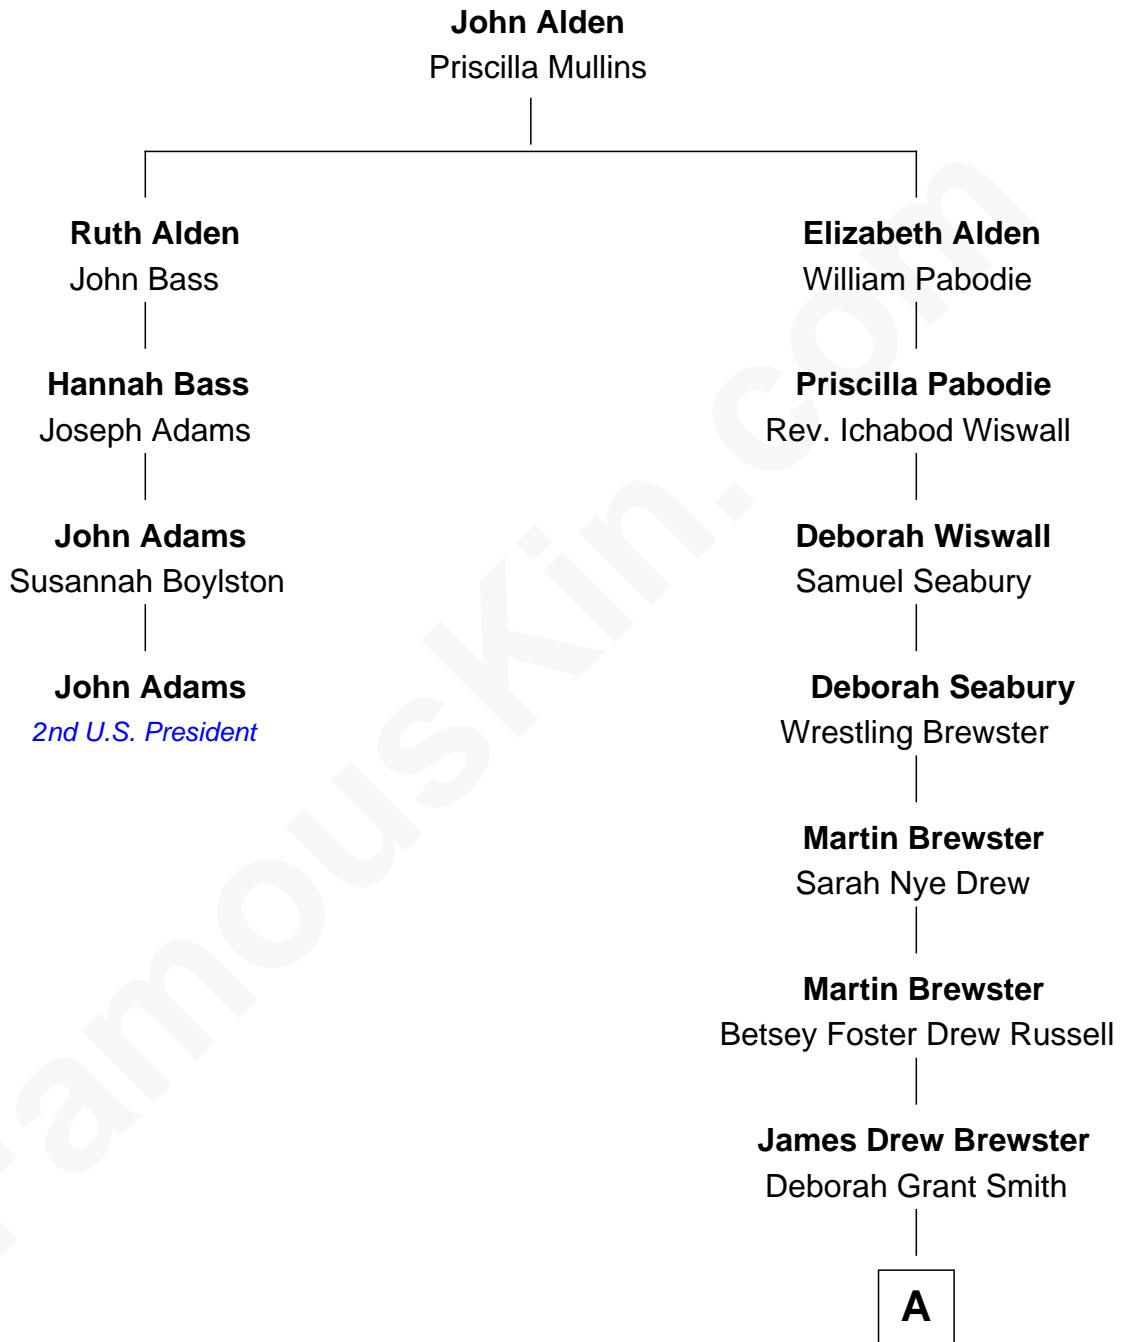 John Alden
Priscilla Mullins
Ruth Alden
John Bass
Hannah Bass
Joseph Adams
John Adams
Susannah Boylston
John Adams
2nd U.S. President
Elizabeth Alden
William Pabodie
Priscilla Pabodie
Rev. Ichabod Wiswall
Deborah Wiswall
Samuel Seabury
Deborah Seabury
Wrestling Brewster
Martin Brewster
Sarah Nye Drew
Martin Brewster
Betsey Foster Drew Russell
James Drew Brewster
Deborah Grant Smith
A
FamousKin.com